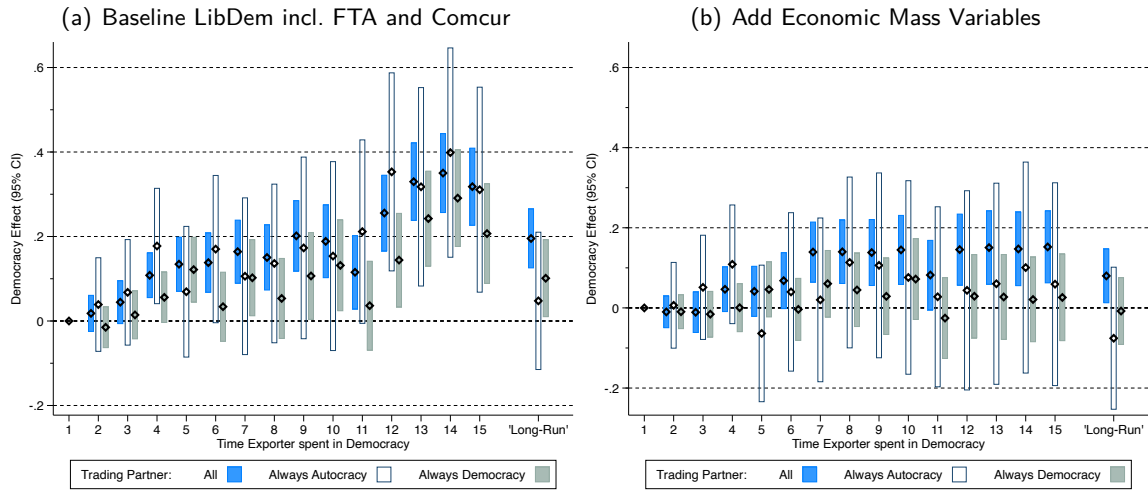 (a) Baseline LibDem incl. FTA and Comcur
Democracy Effect (95% CI)
.6
.4
.2
0
-.2
1 2 3 4 5 6 7 8 9 10 11 12 13 14 15 'Long-Run'
Time Exporter spent in Democracy
Trading Partner: All Always Autocracy Always Democracy
(b) Add Economic Mass Variables
Democracy Effect (95% CI)
.6
.4
.2
0
-.2
1 2 3 4 5 6 7 8 9 10 11 12 13 14 15 'Long-Run'
Time Exporter spent in Democracy
Trading Partner: All Always Autocracy Always Democracy